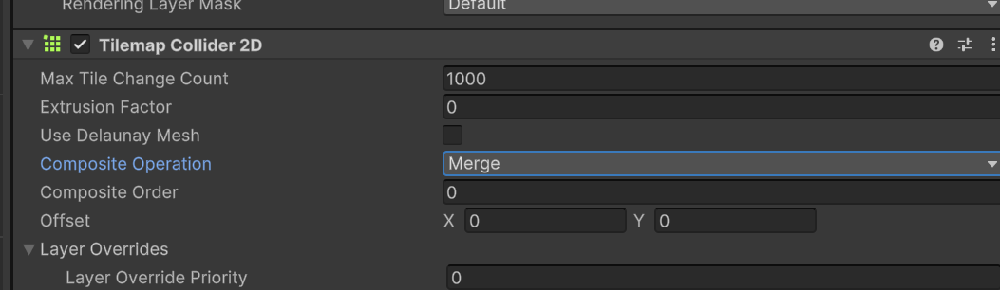 Rendering Layer Mask Default
Tilemap Collider 2D
Max Tile Change Count 1000
Extrusion Factor 0
Use Delaunay Mesh
Composite Operation Merge
Composite Order 0
Offset X 0 Y 0
Layer Overrides
Layer Override Priority 0